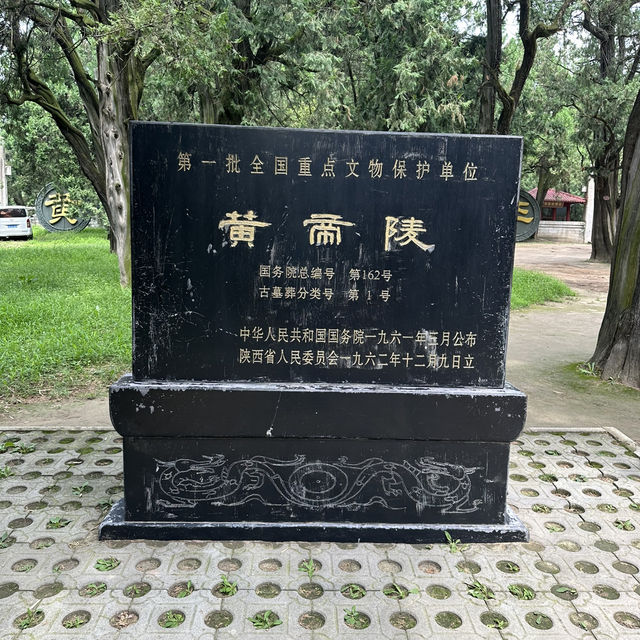 第一批全国重点文物保护单位
黄帝陵
国务院总编号 第162号
古墓葬分类号 第1号
中华人民共和国国务院一九六一年三月公布
陕西省人民委员会一九六二年十二月九日立
黄